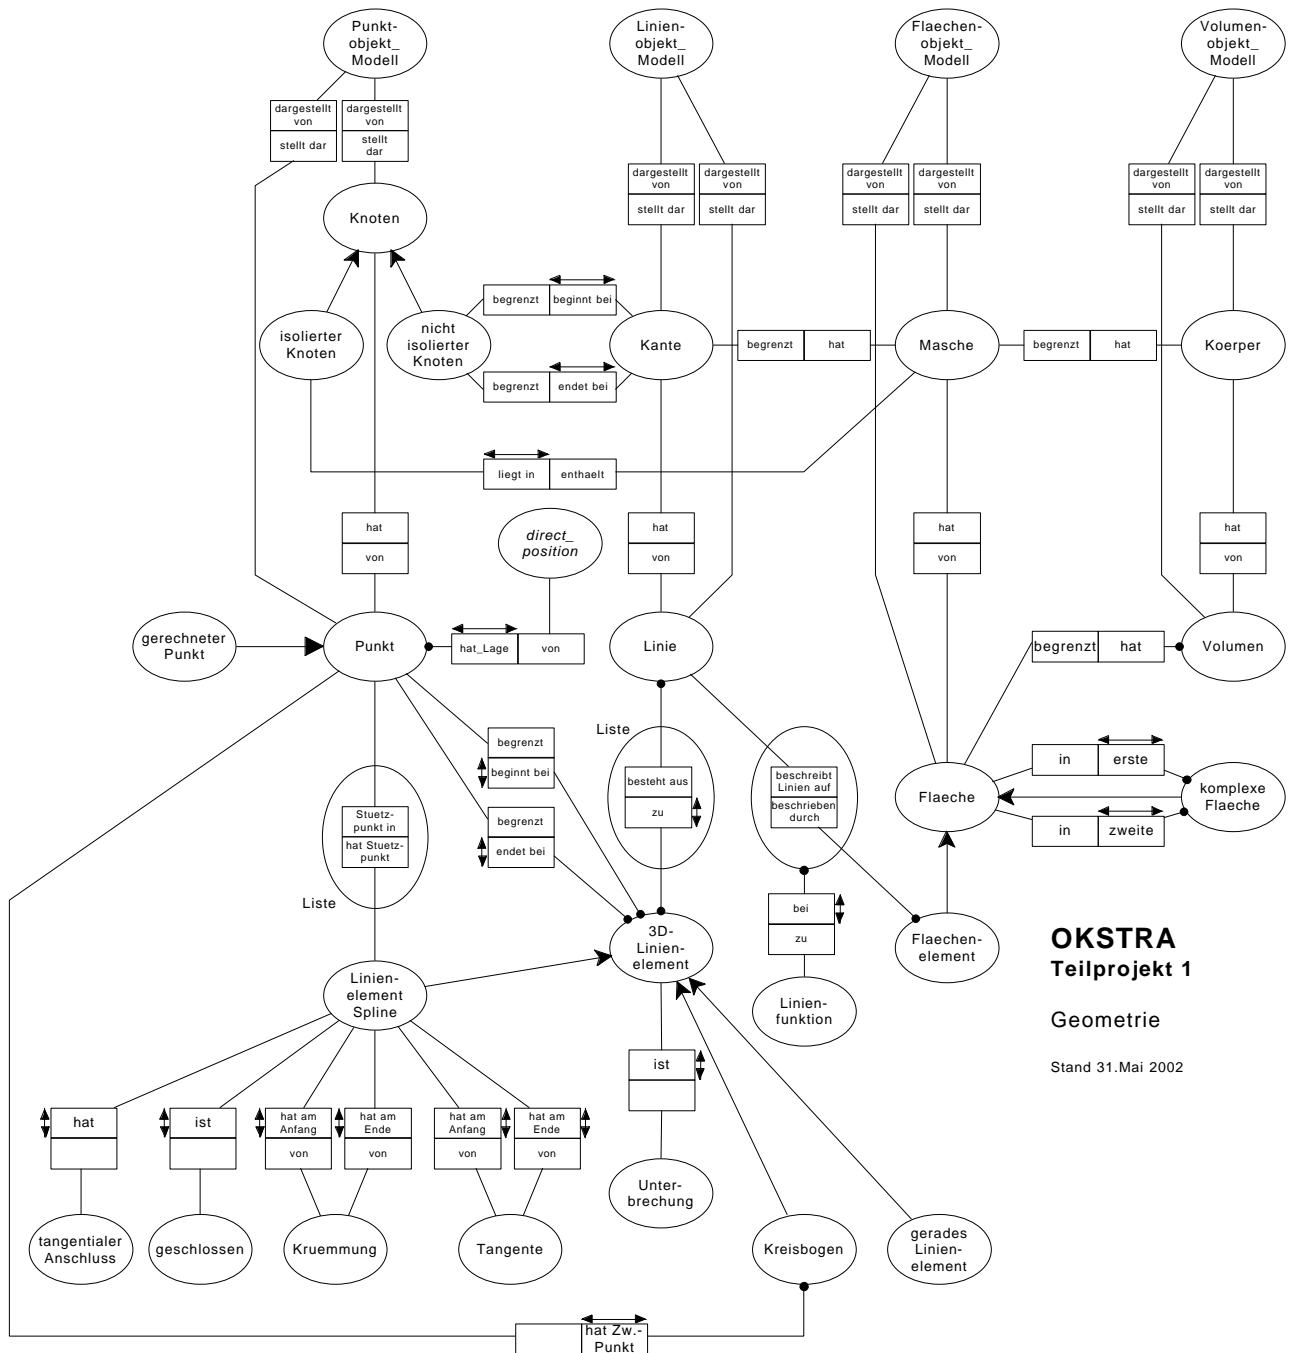 Punkt-
objekt_
Modell
Linien-
objekt_
Modell
Flaechen-
objekt_
Modell
Volumen-
objekt_
Modell
dargestellt
von
stellt dar
dargestellt
von
stellt
dar
dargestellt
von
stellt dar
dargestellt
von
stellt dar
dargestellt
von
stellt dar
dargestellt
von
stellt dar
dargestellt
von
stellt dar
dargestellt
von
stellt dar
Knoten
isolierter
Knoten
nicht
isolierter
Knoten
begrenzt
beginnt bei
begrenzt
endet bei
Kante
begrenzt
hat
Masche
begrenzt
hat
Koerper
liegt in
enthaelt
hat
von
direct_
position
hat
von
hat
von
hat
von
gerechneter
Punkt
Punkt
hat_Lage
von
Linie
begrenzt
hat
Volumen
Liste
begrenzt
beginnt bei
besteht aus
zu
beschreibt
Linien auf
beschrieben
durch
Flaeche
in
erste
komplexe
Flaeche
in
zweite
Stuetz-
punkt in
hat Stuetz-
punkt
Liste
begrenzt
endet bei
bei
zu
3D-
Linien-
element
Flaechen-
element
Linien-
element
Spline
Linien-
funktion
OKSTRA
Teilprojekt 1
Geometrie
Stand 31.Mai 2002
ist
hat
ist
hat am
Anfang
von
hat am
Ende
von
hat am
Anfang
von
hat am
Ende
von
Unter-
brechung
tangentialer
Anschluss
geschlossen
Kruemmung
Tangente
Kreisbogen
gerades
Linien-
element
hat Zw.-
Punkt